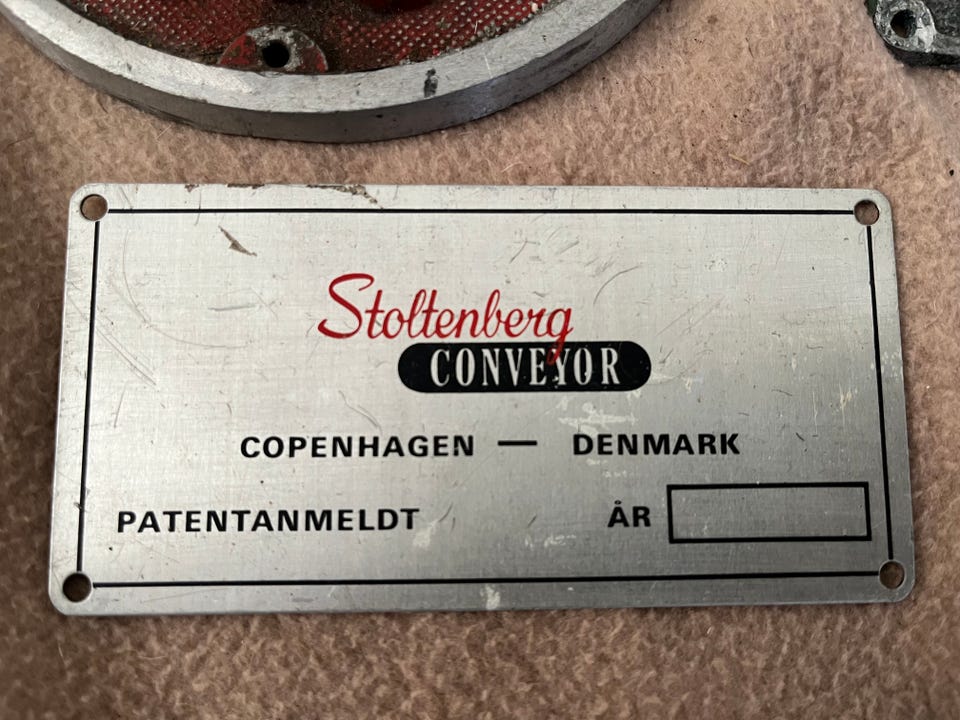 Stoltenberg
CONVEYOR
COPENHAGEN — DENMARK
PATENTANMELDT ÅR